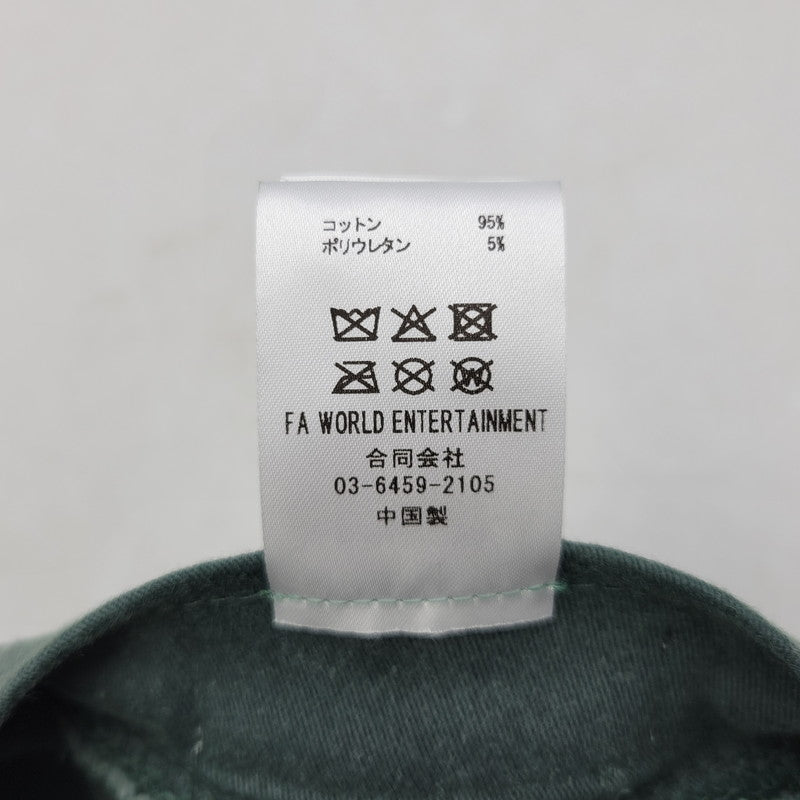 コットン 95%
ポリウレタン 5%
FA WORLD ENTERTAINMENT
合同会社
03-6459-2105
中国製